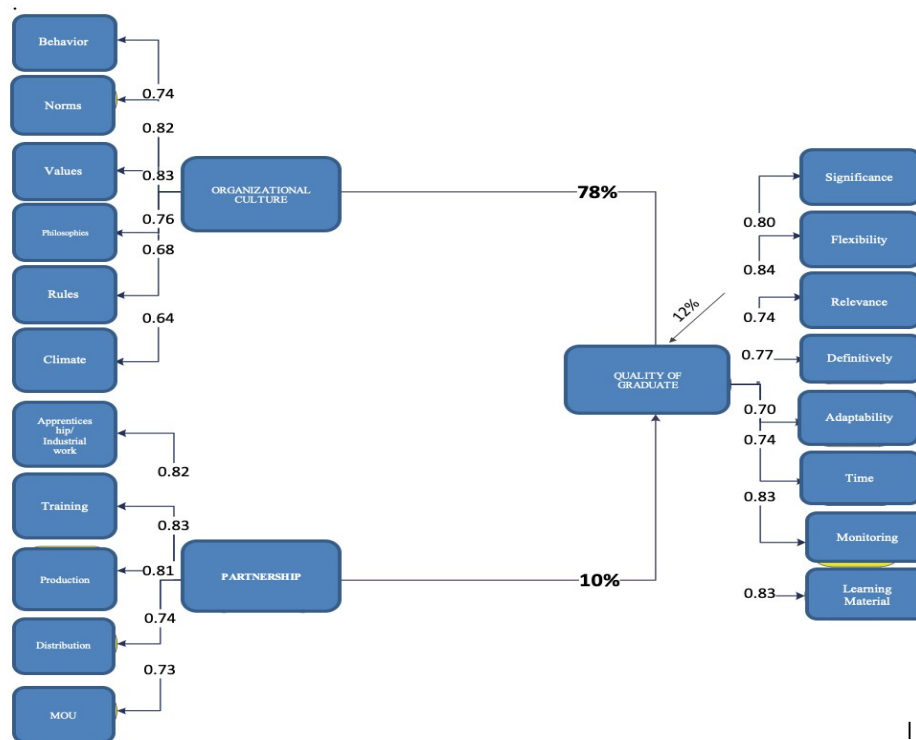 Behavior
0.74
Norms
0.82
Values
0.83
Philosophies
0.76
Rules
0.68
Climate
0.64
ORGANIZATIONAL
CULTURE
78%
Apprentices
hip/
Industrial
work
0.82
Training
0.83
Production
0.81
Distribution
0.74
MOU
0.73
PARTNERSHIP
10%
12%
QUALITY OF
GRADUATE
Significance
0.80
Flexibility
0.84
Relevance
0.74
Definitively
0.77
Adaptability
0.70
Time
0.74
Monitoring
0.83
Learning
Material
0.83